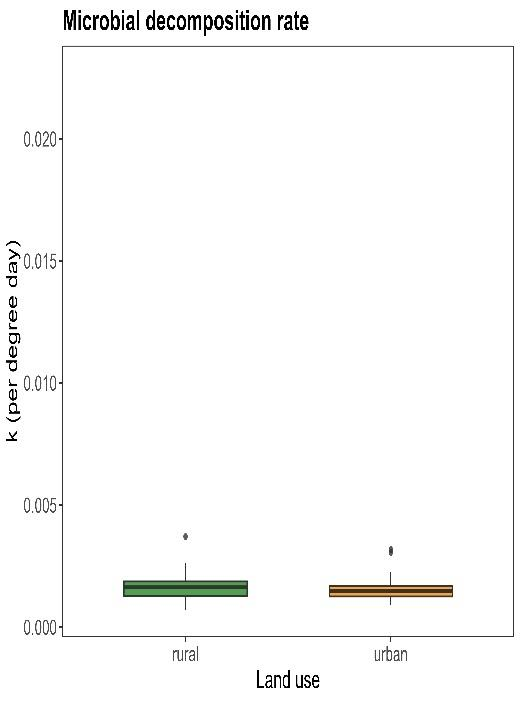 Microbial decomposition rate
k (per degree day)
0.020
0.015
0.010
0.005
0.000
rural urban
Land use